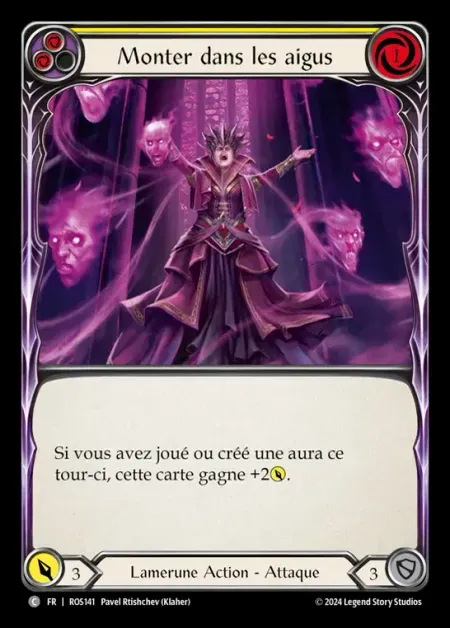 Monter dans les aigus
1
Si vous avez joué ou créé une aura ce
tour-ci, cette carte gagne +2.
3
Lamerune Action - Attaque
3
C FR | ROS141 Pavel Rtishchev (Klaher)
© 2024 Legend Story Studios